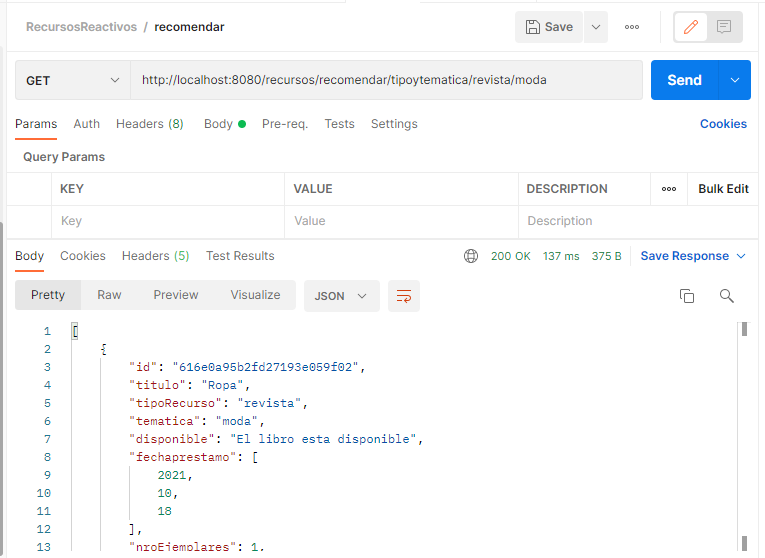 RecursosReactivos / recomendar
Save
GET http://localhost:8080/recursos/recomendar/tipoytematica/revista/moda Send
Params Auth Headers (8) Body Pre-req. Tests Settings Cookies
Query Params
KEY VALUE DESCRIPTION Bulk Edit
Key Value Description
Body Cookies Headers (5) Test Results 200 OK 137 ms 375 B Save Response
Pretty Raw Preview Visualize JSON
1 [
2 {
3 "id": "616e0a95b2fd27193e059f02",
4 "titulo": "Ropa",
5 "tipoRecurso": "revista",
6 "tematica": "moda",
7 "disponible": "El libro esta disponible",
8 "fechaprestamo": [
9 2021,
10 10,
11 18
12 ],
13 "nroEjemplares": 1,